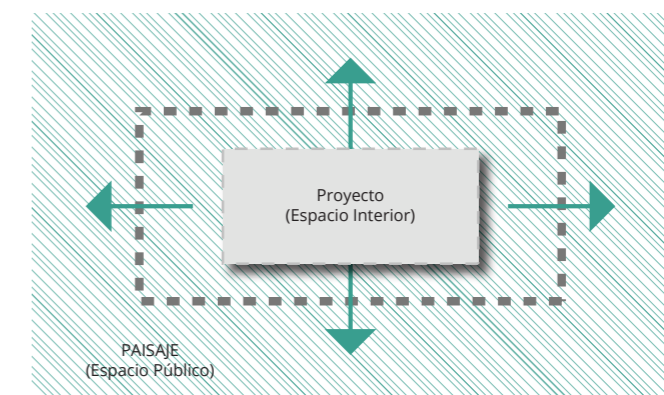 Proyecto
(Espacio Interior)
PAISAJE
(Espacio Público)